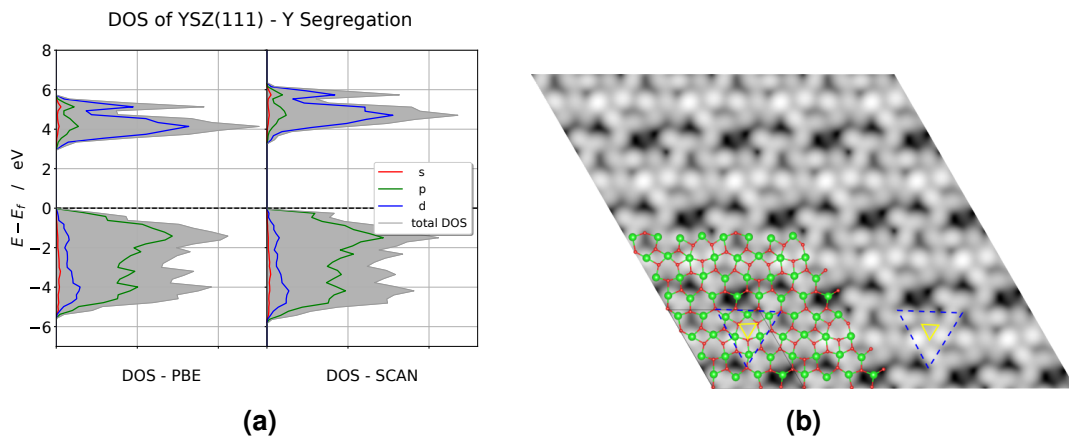 DOS of YSZ(111) - Y Segregation
E − E_f / eV
8
6
4
2
0
−2
−4
−6
s
p
d
total DOS
DOS - PBE
DOS - SCAN
(a)
(b)